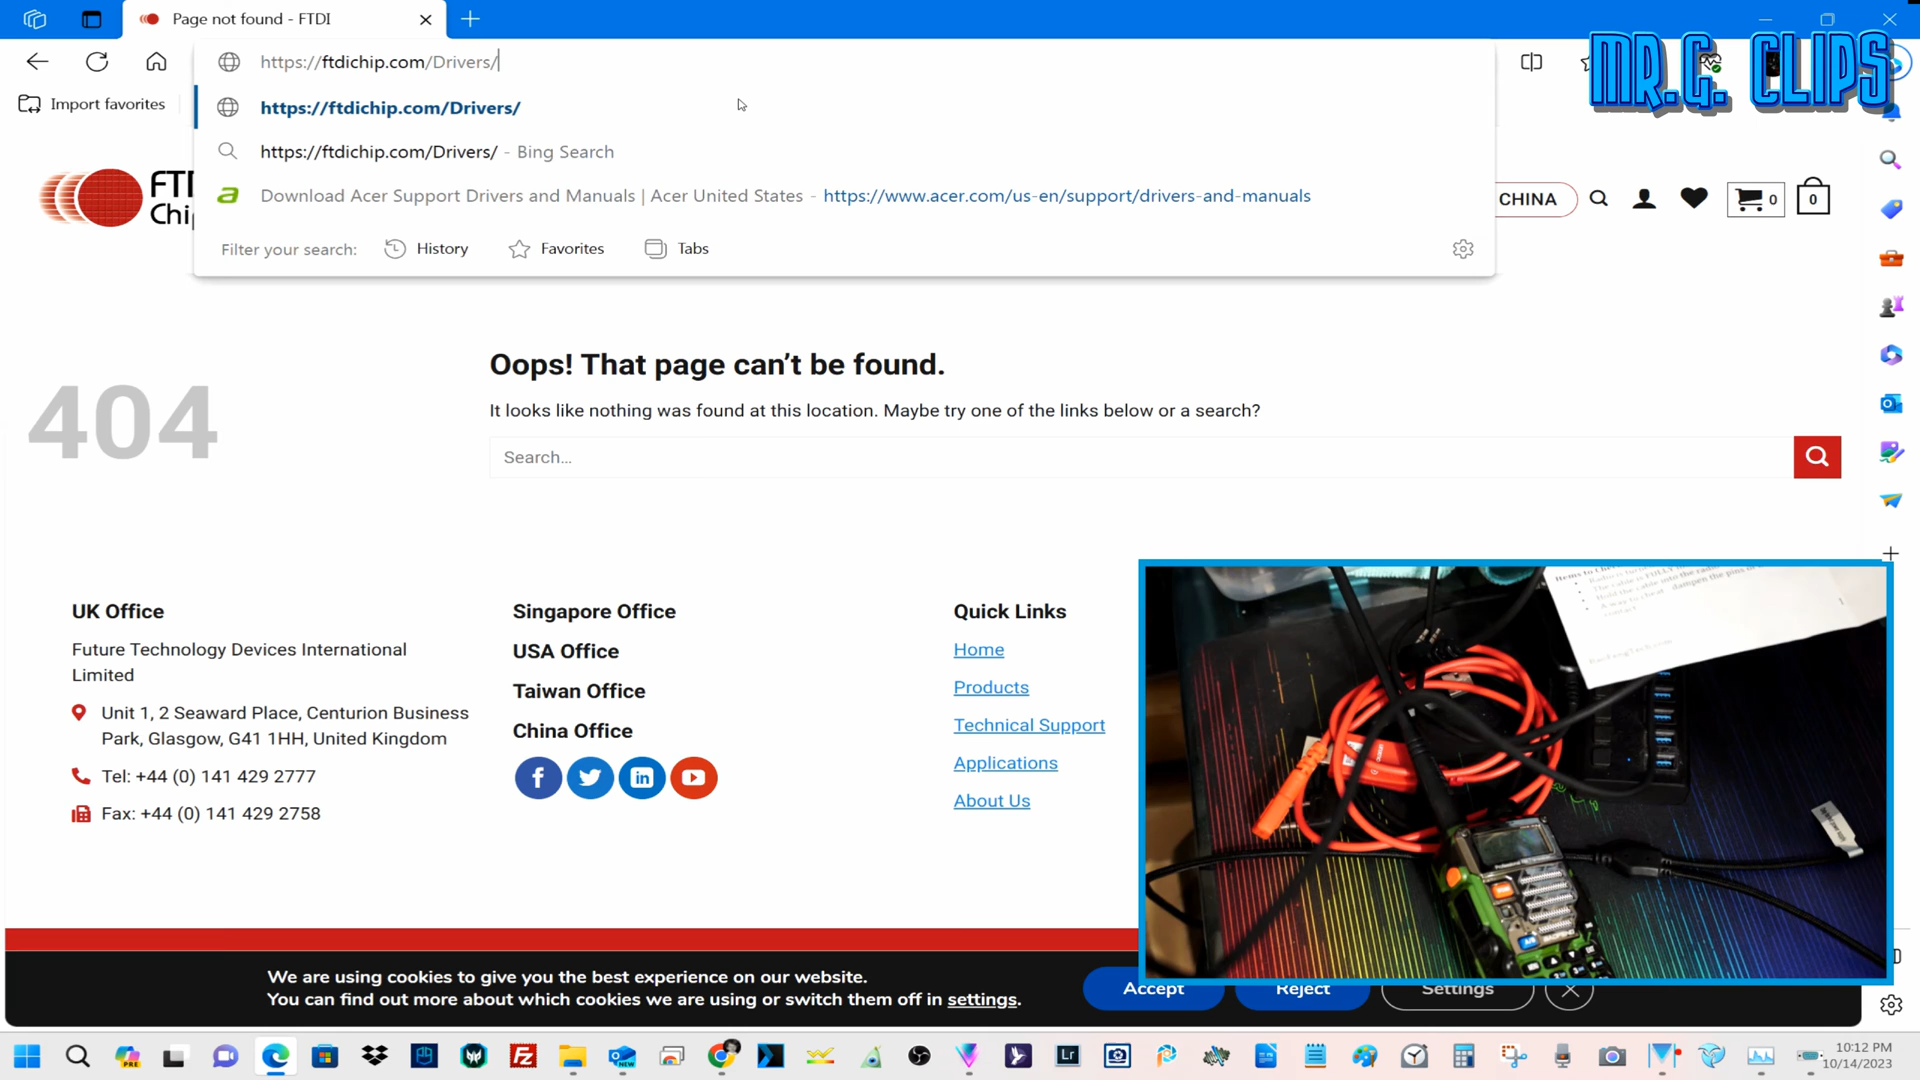 Page not found - FTDI
MR.G. CLIPS
https://ftdichip.com/Drivers/
Import favorites
https://ftdichip.com/Drivers/
https://ftdichip.com/Drivers/ - Bing Search
Download Acer Support Drivers and Manuals | Acer United States - https://www.acer.com/us-en/support/drivers-and-manuals
CHINA
0
0
Filter your search:
History
Favorites
Tabs
404
Oops! That page can't be found.
It looks like nothing was found at this location. Maybe try one of the links below or a search?
Search...
UK Office
Future Technology Devices International
Limited
Unit 1, 2 Seaward Place, Centurion Business
Park, Glasgow, G41 1HH, United Kingdom
Tel: +44 (0) 141 429 2777
Fax: +44 (0) 141 429 2758
Singapore Office
USA Office
Taiwan Office
China Office
Quick Links
Home
Products
Technical Support
Applications
About Us
We are using cookies to give you the best experience on our website.
You can find out more about which cookies we are using or switch them off in settings.
Accept
Reject
Settings
10:12 PM
10/14/2023